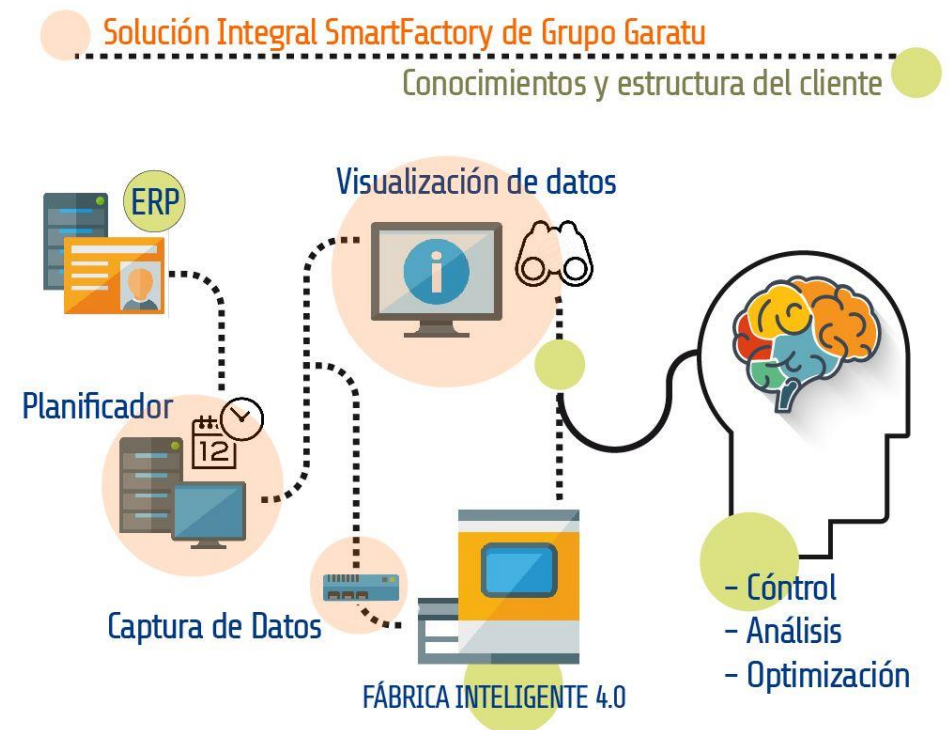 Solución Integral SmartFactory de Grupo Garatu
Conocimientos y estructura del cliente
Visualización de datos
ERP
i
Planificador
12
Captura de Datos
FÁBRICA INTELIGENTE 4.0
- Cóntrol
- Análisis
- Optimización